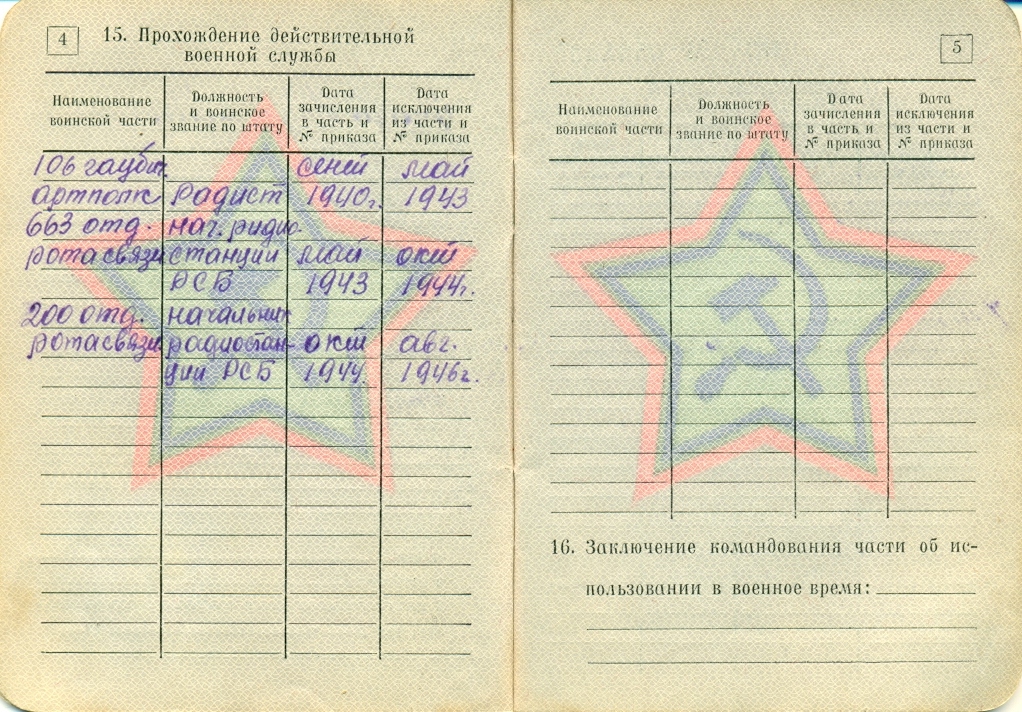 4
15. Прохождение действительной
военной службы
Наименование
воинской части
Должность
и воинское
звание по штату
Дата
зачисления
в часть и
№ приказа
Дата
исключения
из части и
№ приказа
106 гаубич. сент май
артполк Радист 1940г. 1943
663 отд. нач. радио-
рота связи станции май окт
РСБ 1943 1944г.
200 отд. начальник
рота связи радиостан- окт авг.
ции РСБ 1944. 1946г.
5
Наименование
воинской части
Должность
и воинское
звание по штату
Дата
зачисления
в часть и
№ приказа
Дата
исключения
из части и
№ приказа
16. Заключение командования части об ис-
пользовании в военное время: